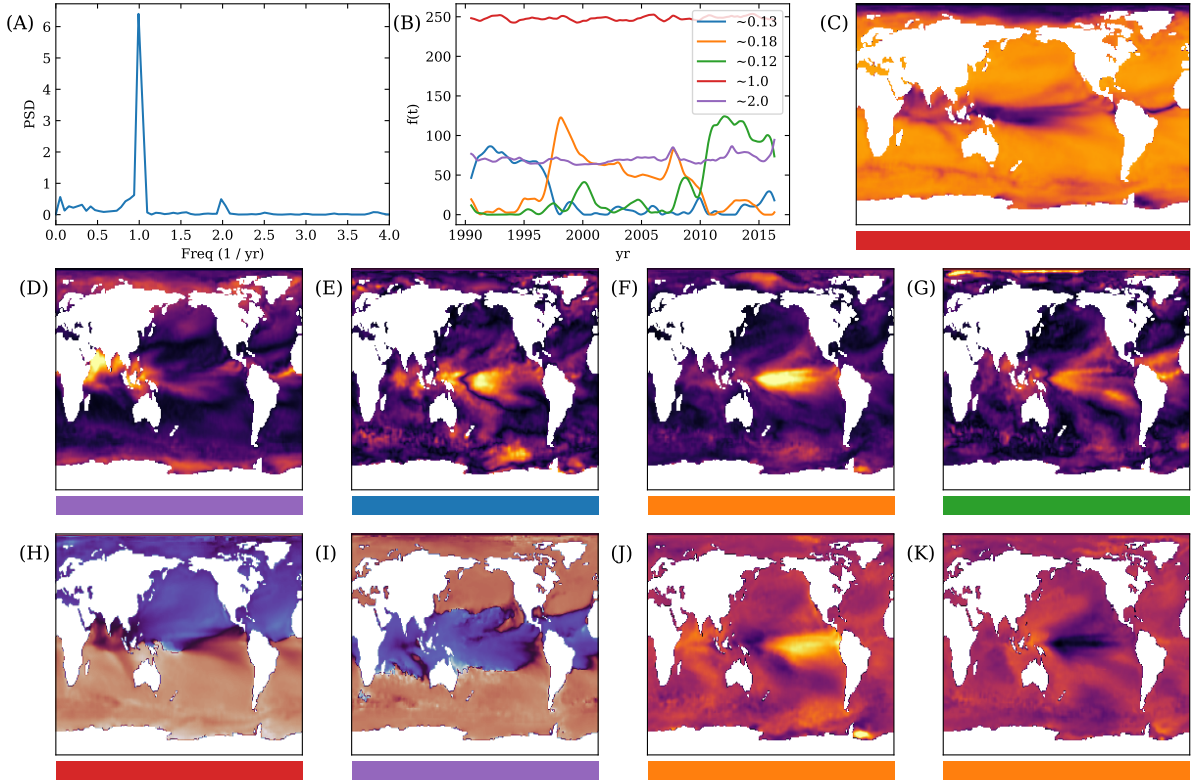 (A)
6
5
4
3
2
1
0
PSD
0.0 0.5 1.0 1.5 2.0 2.5 3.0 3.5 4.0
Freq (1 / yr)
(B)
250
200
150
100
50
0
f(t)
1990 1995 2000 2005 2010 2015
yr
~0.13
~0.18
~0.12
~1.0
~2.0
(C)
(D)
(E)
(F)
(G)
(H)
(I)
(J)
(K)